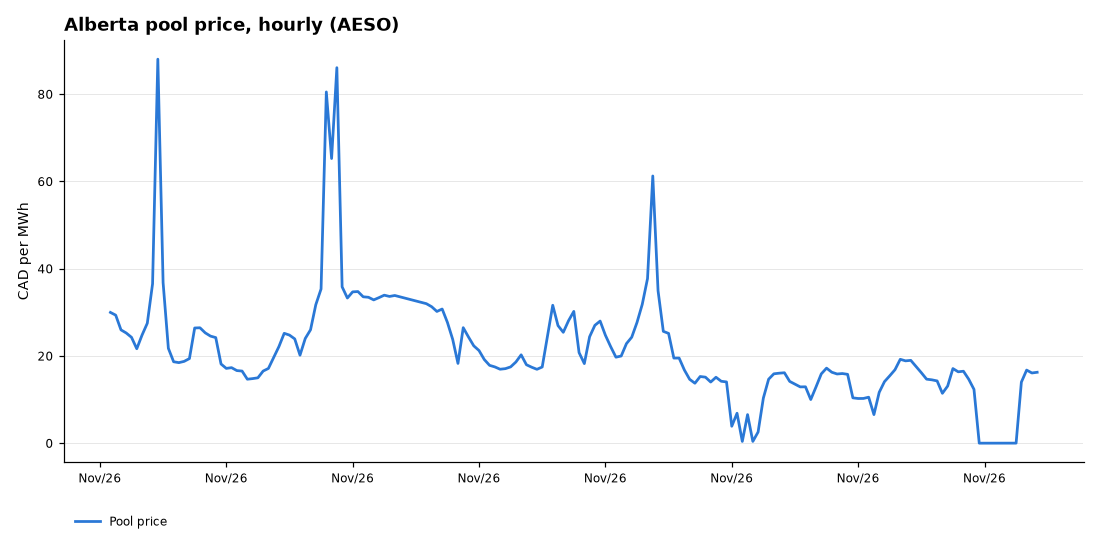 Alberta pool price, hourly (AESO)
CAD per MWh
80
60
40
20
0
Nov/26 Nov/26 Nov/26 Nov/26 Nov/26 Nov/26 Nov/26 Nov/26
Pool price